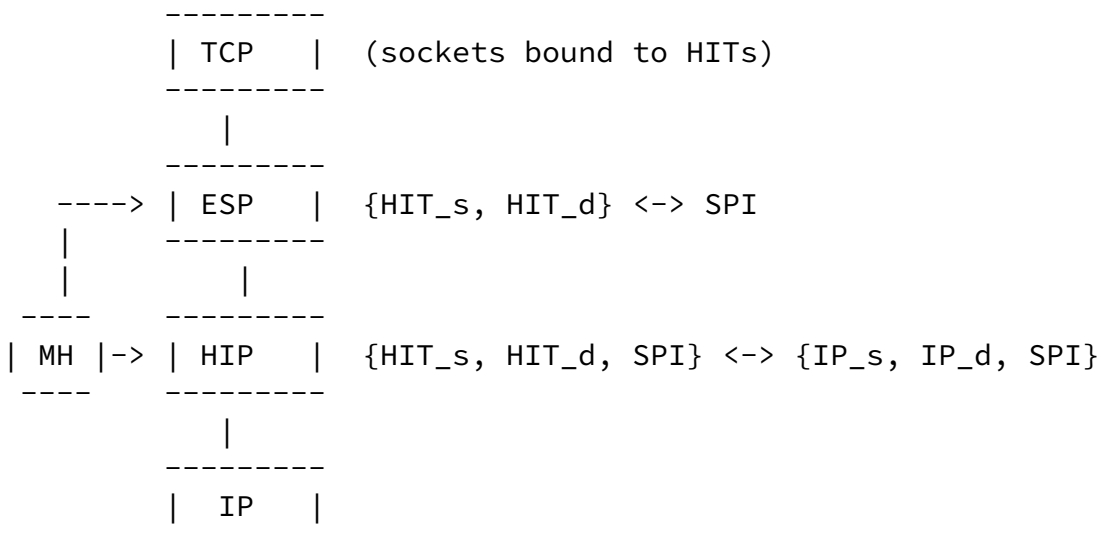 ---------
| TCP | (sockets bound to HITs)
---------
|
---------
----> | ESP | {HIT_s, HIT_d} <-> SPI
| ---------
| |
---- ---------
| MH |-> | HIP | {HIT_s, HIT_d, SPI} <-> {IP_s, IP_d, SPI}
---- ---------
|
---------
| IP |